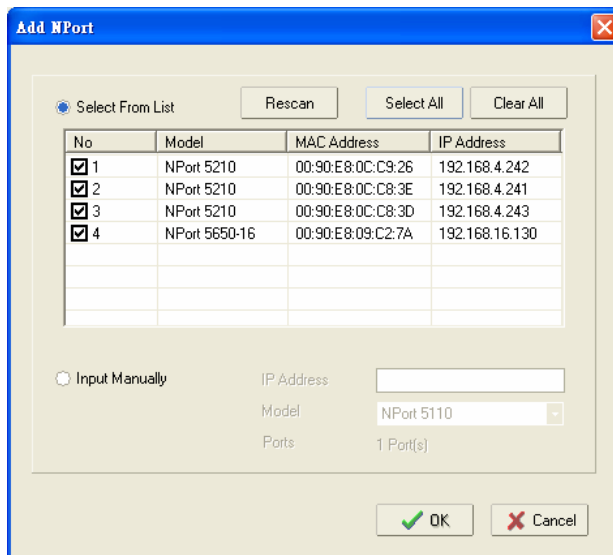 Add NPort
Select From List Rescan Select All Clear All
No Model MAC Address IP Address
1 NPort 5210 00:90:E8:0C:C9:26 192.168.4.242
2 NPort 5210 00:90:E8:0C:C8:3E 192.168.4.241
3 NPort 5210 00:90:E8:0C:C8:3D 192.168.4.243
4 NPort 5650-16 00:90:E8:09:C2:7A 192.168.16.130
Input Manually IP Address
Model NPort 5110
Ports 1 Port(s)
OK Cancel